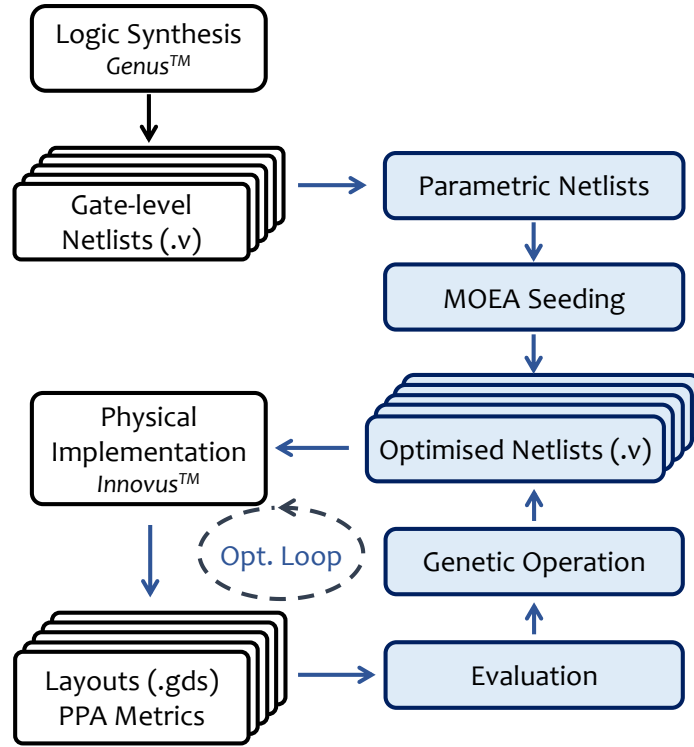 Logic Synthesis
Genus™
Gate-level
Netlists (.v)
Parametric Netlists
MOEA Seeding
Optimised Netlists (.v)
Physical
Implementation
Innovus™
Opt. Loop
Genetic Operation
Layouts (.gds)
PPA Metrics
Evaluation